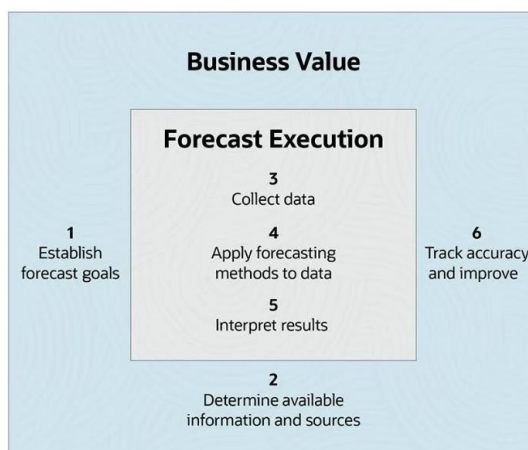 Business Value
Forecast Execution
3
Collect data
1
Establish
forecast goals
4
Apply forecasting
methods to data
6
Track accuracy
and improve
5
Interpret results
2
Determine available
information and sources